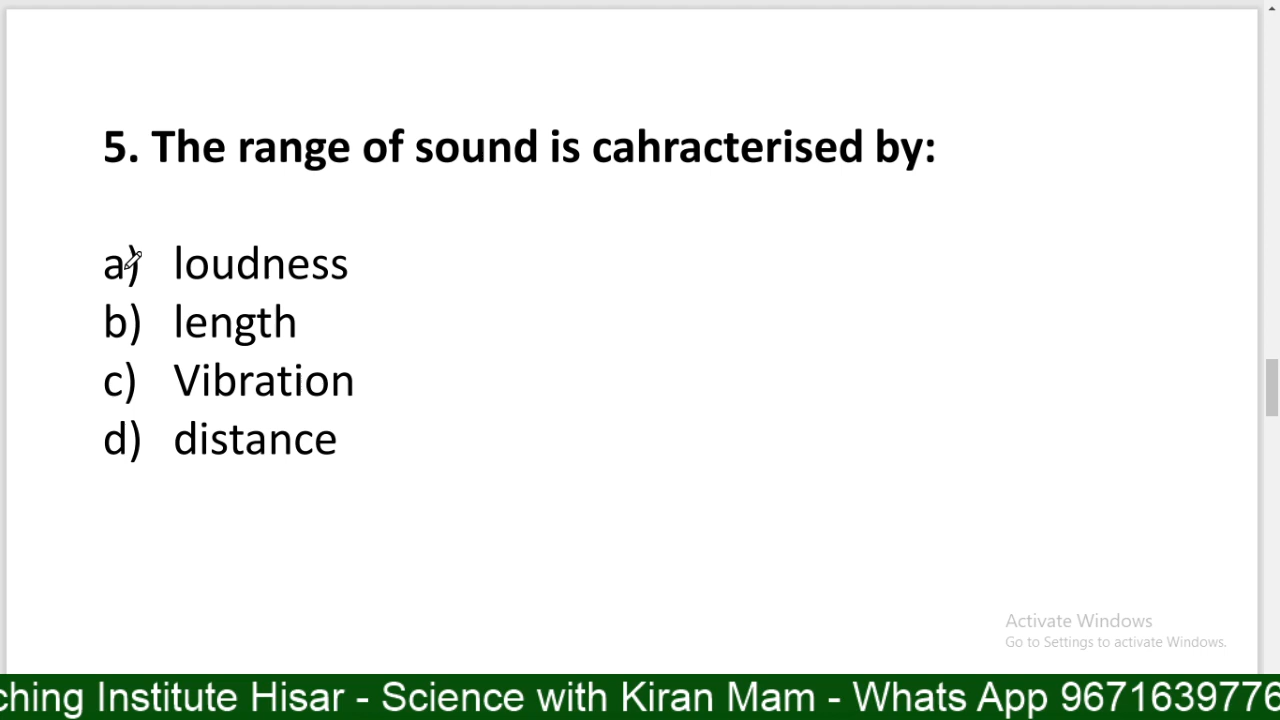 5. The range of sound is cahracterised by:
a) loudness
b) length
c) Vibration
d) distance
Activate Windows
Go to Settings to activate Windows.
ching Institute Hisar - Science with Kiran Mam - Whats App 9671639776